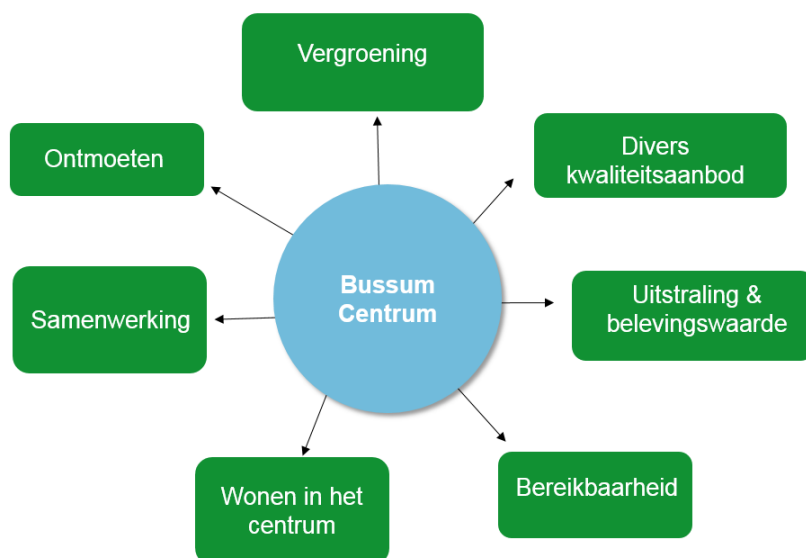 Vergroening
Ontmoeten
Divers
kwaliteitsaanbod
Samenwerking
Bussum
Centrum
Uitstraling &
belevingswaarde
Wonen in het
centrum
Bereikbaarheid